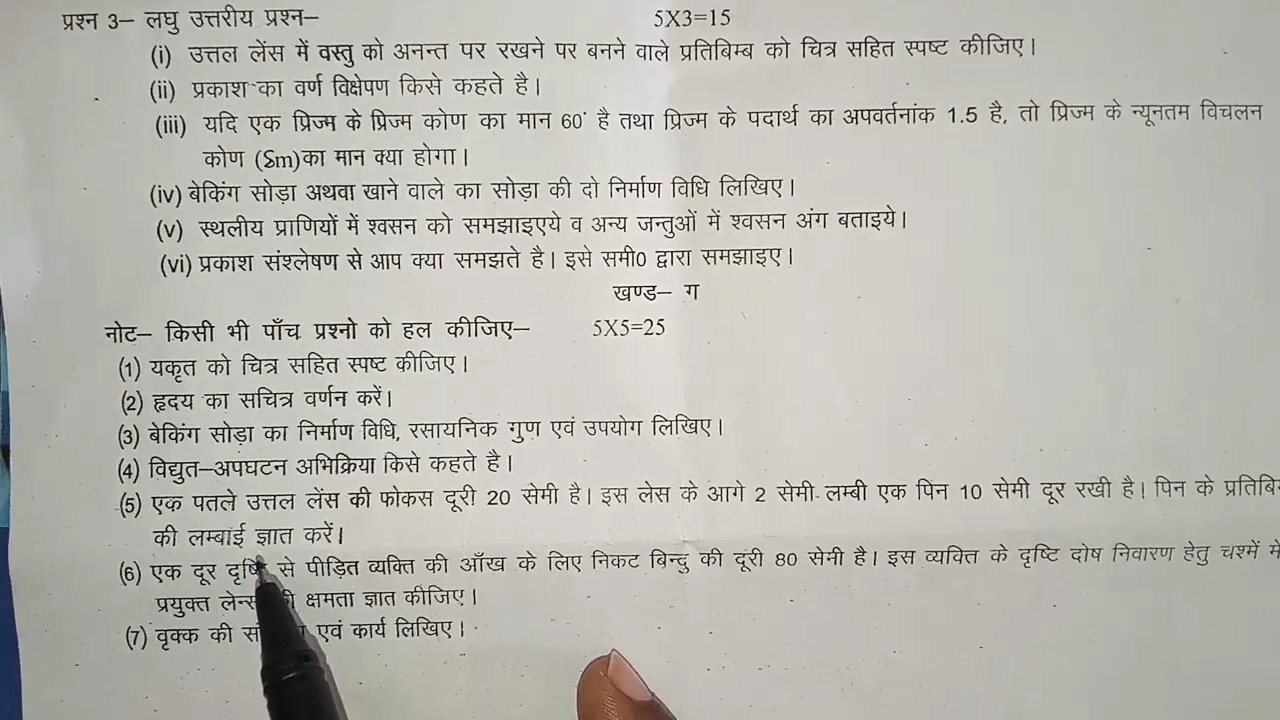 प्रश्न 3– लघु उत्तरीय प्रश्न– 5X3=15
(i) उत्तल लेंस में वस्तु को अनन्त पर रखने पर बनने वाले प्रतिबिम्ब को चित्र सहित स्पष्ट कीजिए।
(ii) प्रकाश का वर्ण विक्षेपण किसे कहते है।
(iii) यदि एक प्रिज्म के प्रिज्म कोण का मान 60° है तथा प्रिज्म के पदार्थ का अपवर्तनांक 1.5 है, तो प्रिज्म के न्यूनतम विचलन
कोण (δm)का मान क्या होगा।
(iv) बेकिंग सोड़ा अथवा खाने वाले का सोड़ा की दो निर्माण विधि लिखिए।
(v) स्थलीय प्राणियों में श्वसन को समझाइएये व अन्य जन्तुओं में श्वसन अंग बताइये।
(vi) प्रकाश संश्लेषण से आप क्या समझते है। इसे समी0 द्वारा समझाइए।
खण्ड– ग
नोट– किसी भी पाँच प्रश्नो को हल कीजिए– 5X5=25
(1) यकृत को चित्र सहित स्पष्ट कीजिए।
(2) हृदय का सचित्र वर्णन करें।
(3) बेकिंग सोड़ा का निर्माण विधि, रसायनिक गुण एवं उपयोग लिखिए।
(4) विद्युत–अपघटन अभिक्रिया किसे कहते है।
(5) एक पतले उत्तल लेंस की फोकस दूरी 20 सेमी है। इस लेस के आगे 2 सेमी लम्बी एक पिन 10 सेमी दूर रखी है। पिन के
की लम्बाई ज्ञात करें।
(6) एक दूर से पीड़ित व्यक्ति की आँख के लिए निकट बिन्दु की दूरी 80 सेमी है। इस व्यक्ति के दृष्टि दोष निवारण हेतु चश्में
प्रयुक्त क्षमता ज्ञात कीजिए।
(7) वृक्क की एवं कार्य लिखिए।